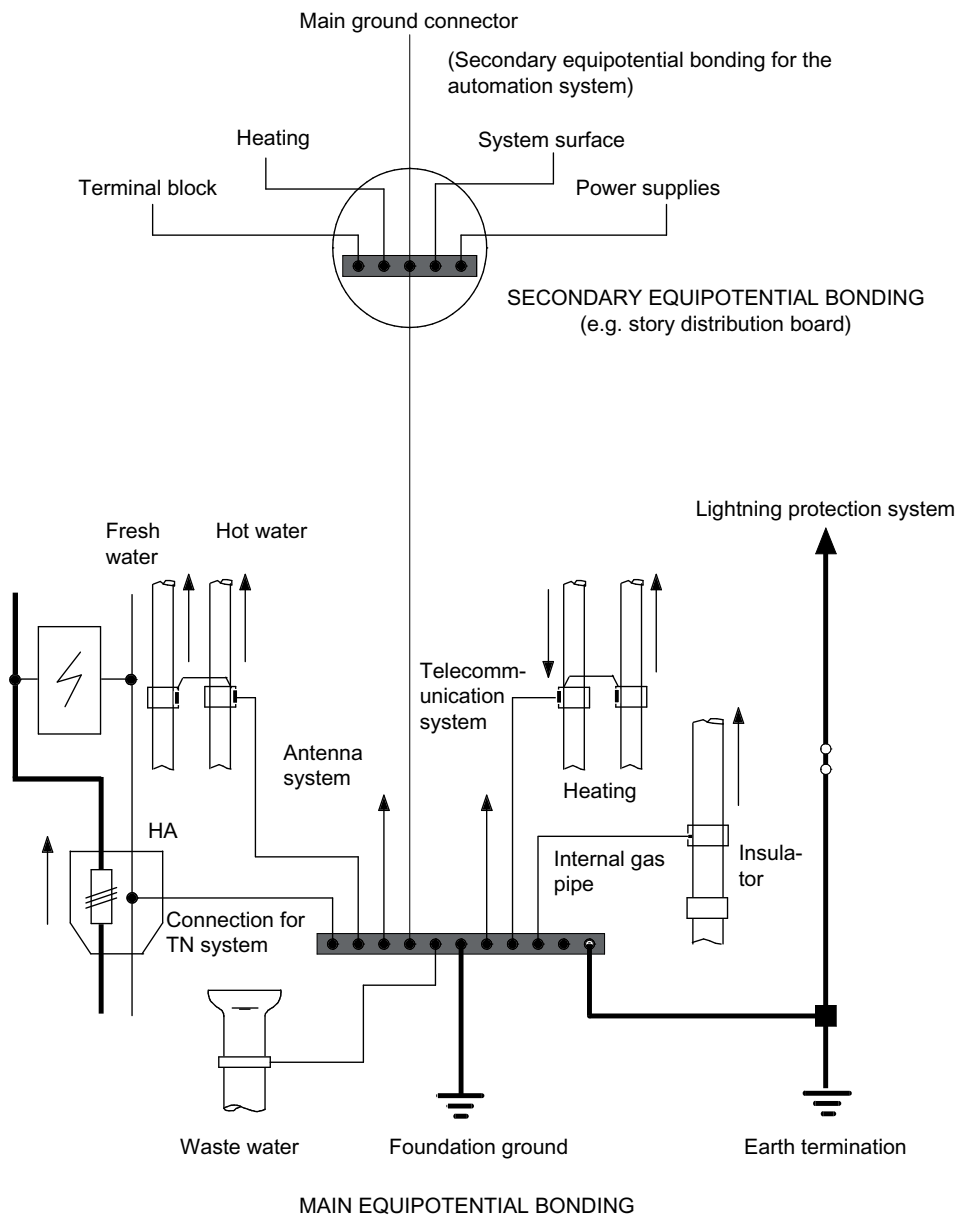 Main ground connector
(Secondary equipotential bonding for the
automation system)
Heating
System surface
Terminal block
Power supplies
SECONDARY EQUIPOTENTIAL BONDING
(e.g. story distribution board)
Lightning protection system
Fresh
water
Hot water
Telecomm-
unication
system
Antenna
system
Heating
HA
Internal gas
pipe
Insula-
tor
Connection for
TN system
Waste water
Foundation ground
Earth termination
MAIN EQUIPOTENTIAL BONDING